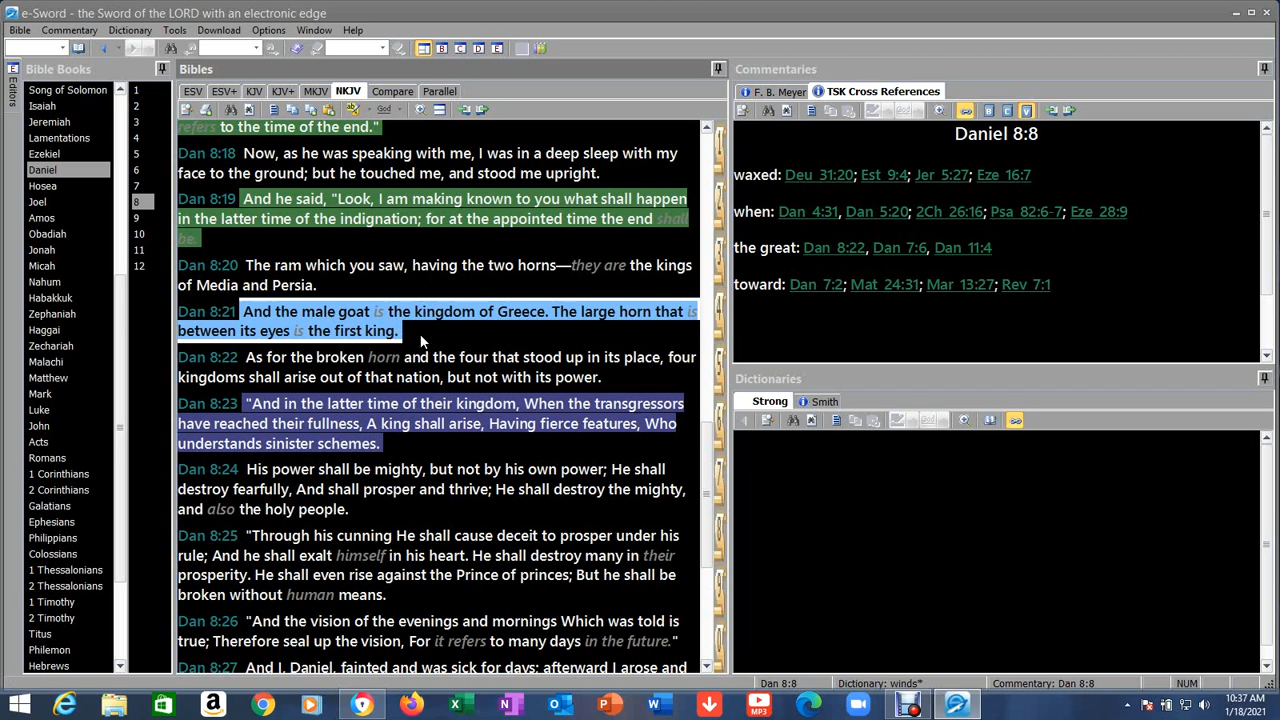 e-Sword - the Sword of the LORD with an electronic edge
Bible Commentary Dictionary Tools Download Options Window Help
Editors
Bible Books
Song of Solomon
Isaiah
Jeremiah
Lamentations
Ezekiel
Daniel
Hosea
Joel
Amos
Obadiah
Jonah
Micah
Nahum
Habakkuk
Zephaniah
Haggai
Zechariah
Malachi
Matthew
Mark
Luke
John
Acts
Romans
1 Corinthians
2 Corinthians
Galatians
Ephesians
Philippians
Colossians
1 Thessalonians
2 Thessalonians
1 Timothy
2 Timothy
Titus
Philemon
Hebrews
1
2
3
4
5
6
7
8
9
10
11
12
Bibles
ESV ESV+ KJV KJV+ MKJV NKJV Compare Parallel
God
refers to the time of the end."
Dan 8:18 Now, as he was speaking with me, I was in a deep sleep with my
face to the ground; but he touched me, and stood me upright.
Dan 8:19 And he said, "Look, I am making known to you what shall happen
in the latter time of the indignation; for at the appointed time the end shall
be.
Dan 8:20 The ram which you saw, having the two horns—they are the kings
of Media and Persia.
Dan 8:21 And the male goat is the kingdom of Greece. The large horn that is
between its eyes is the first king.
Dan 8:22 As for the broken horn and the four that stood up in its place, four
kingdoms shall arise out of that nation, but not with its power.
Dan 8:23 "And in the latter time of their kingdom, When the transgressors
have reached their fullness, A king shall arise, Having fierce features, Who
understands sinister schemes.
Dan 8:24 His power shall be mighty, but not by his own power; He shall
destroy fearfully, And shall prosper and thrive; He shall destroy the mighty,
and also the holy people.
Dan 8:25 "Through his cunning He shall cause deceit to prosper under his
rule; And he shall exalt himself in his heart. He shall destroy many in their
prosperity. He shall even rise against the Prince of princes; But he shall be
broken without human means.
Dan 8:26 "And the vision of the evenings and mornings Which was told is
true; Therefore seal up the vision, For it refers to many days in the future."
Dan 8:27 And I, Daniel, fainted and was sick for days; afterward I arose and
Commentaries
F. B. Meyer TSK Cross References
Daniel 8:8
waxed: Deu 31:20; Est 9:4; Jer 5:27; Eze 16:7
when: Dan 4:31, Dan 5:20; 2Ch 26:16; Psa 82:6-7; Eze 28:9
the great: Dan 8:22, Dan 7:6, Dan 11:4
toward: Dan 7:2; Mat 24:31; Mar 13:27; Rev 7:1
Dictionaries
Strong Smith
Dan 8:8 Dictionary: winds* Commentary: Dan 8:8 NUM
10:37 AM
1/18/2021